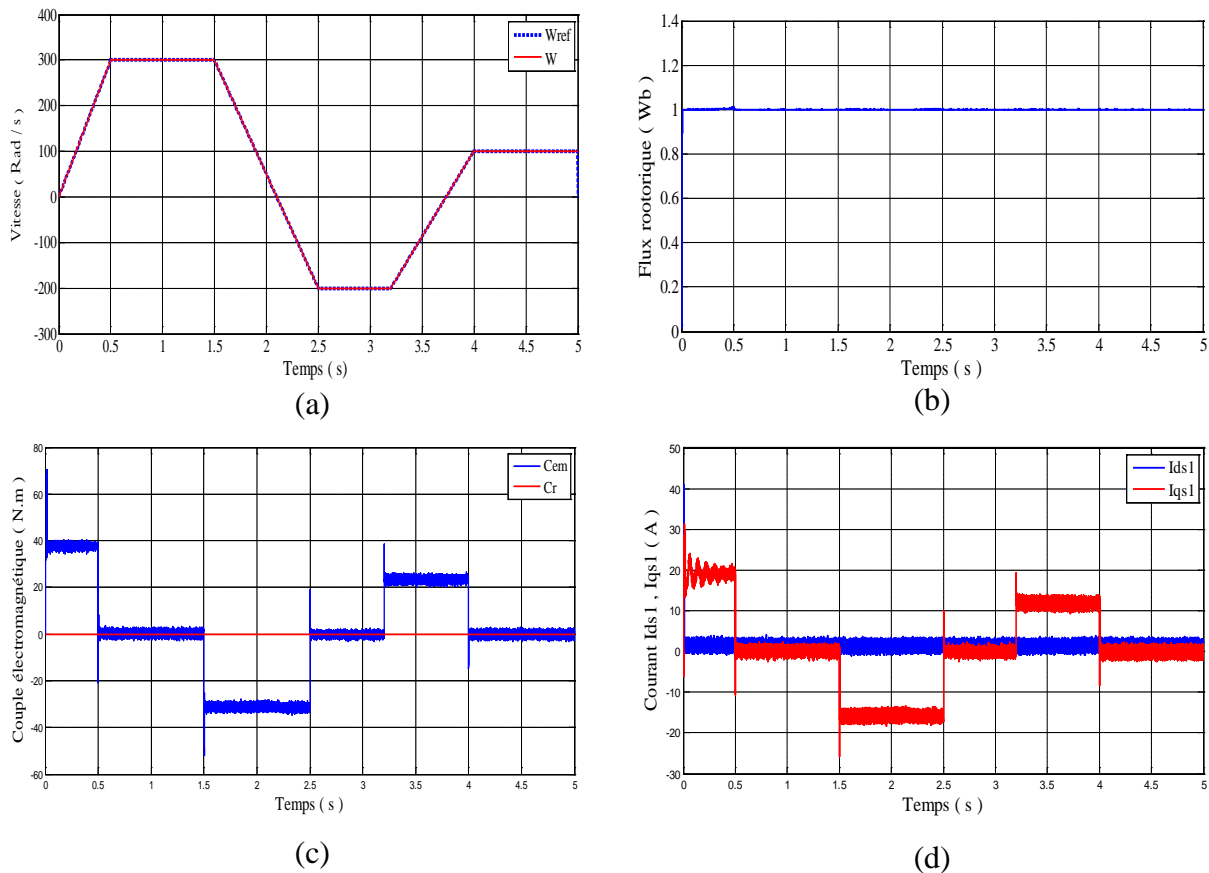 400
300
200
100
0
-100
-200
-300
Vitesse ( Rad / s )
Wref
W
0 0.5 1 1.5 2 2.5 3 3.5 4 4.5 5
Temps ( s)
(a)
1.4
1.2
1
0.8
0.6
0.4
0.2
0
Flux rootorique ( Wb )
0 0.5 1 1.5 2 2.5 3 3.5 4 4.5 5
Temps ( s )
(b)
80
60
40
20
0
-20
-40
-60
Couple électromagnétique ( N.m )
Cem
Cr
0 0.5 1 1.5 2 2.5 3 3.5 4 4.5 5
Temps ( s )
(c)
50
40
30
20
10
0
-10
-20
-30
Courant Ids1 , Iqs1 ( A )
Ids1
Iqs1
0 0.5 1 1.5 2 2.5 3 3.5 4 4.5 5
Temps ( s )
(d)